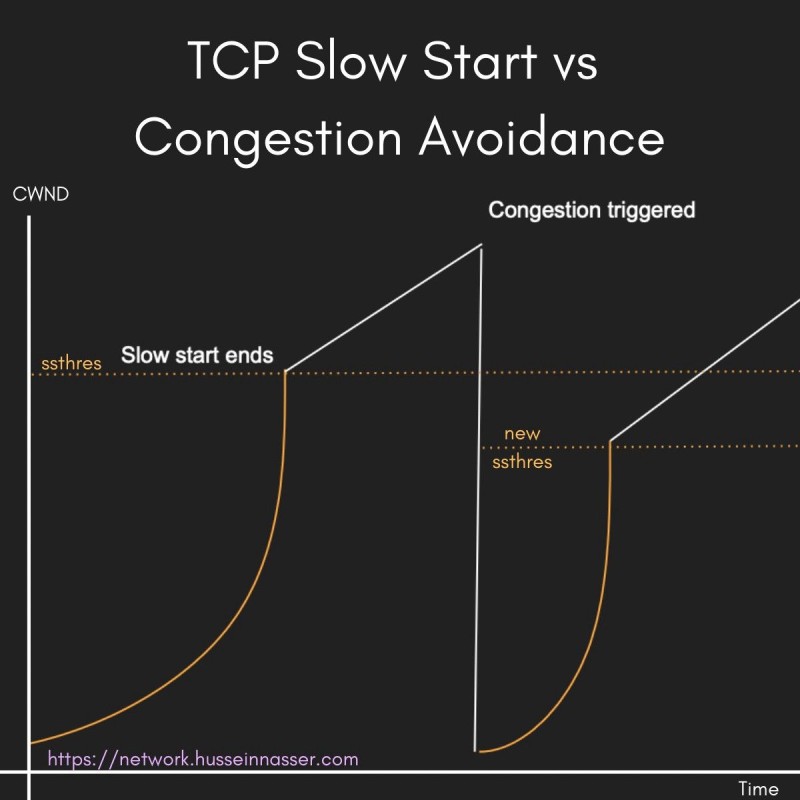 TCP Slow Start vs
Congestion Avoidance
CWND
Congestion triggered
ssthres
Slow start ends
new
ssthres
https://network.husseinnasser.com
Time